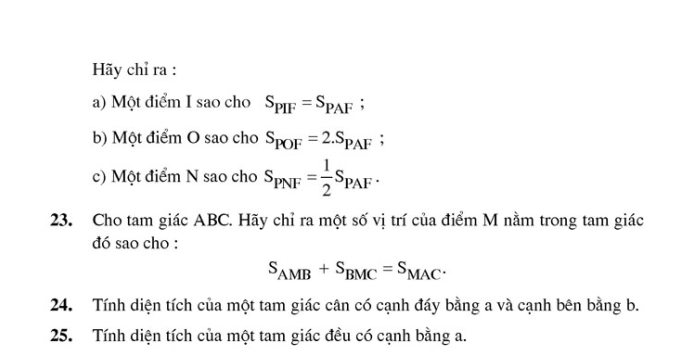 Hãy chỉ ra :
a) Một điểm I sao cho S_PIF = S_PAF ;
b) Một điểm O sao cho S_POF = 2.S_PAF ;
c) Một điểm N sao cho S_PNF = 1/2 S_PAF .
23. Cho tam giác ABC. Hãy chỉ ra một số vị trí của điểm M nằm trong tam giác
đó sao cho :
S_AMB + S_BMC = S_MAC.
24. Tính diện tích của một tam giác cân có cạnh đáy bằng a và cạnh bên bằng b.
25. Tính diện tích của một tam giác đều có cạnh bằng a.